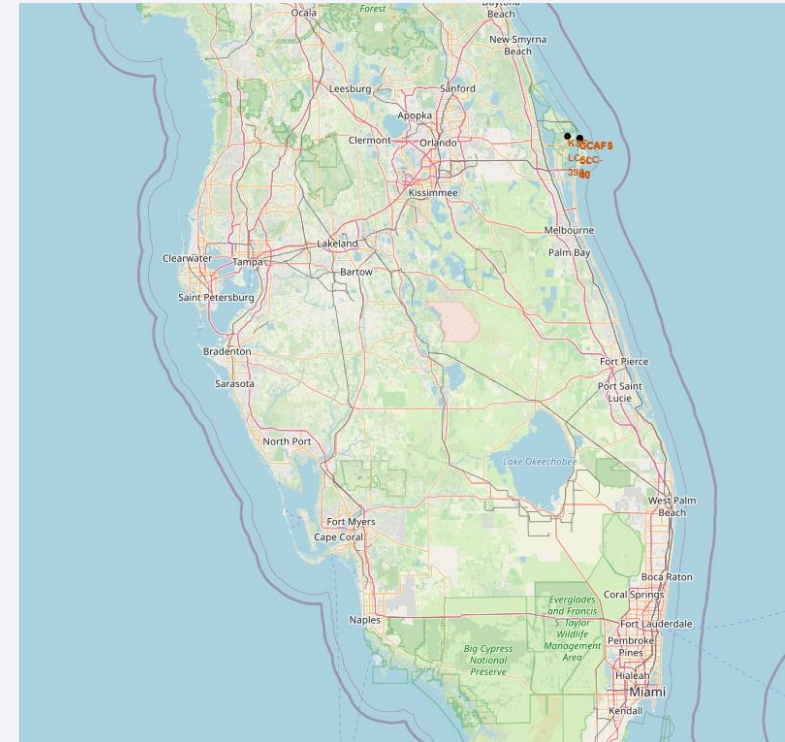 Ocala
Forest
Daytona
Beach
New Smyrna
Beach
Leesburg
Sanford
Apopka
Clermont
Orlando
Kissimmee
Melbourne
Palm Bay
Lakeland
Clearwater
Tampa
Bartow
Saint Petersburg
Bradenton
Sarasota
Fort Pierce
Port Saint
Lucie
North Port
Lake Okeechobee
West Palm
Beach
Fort Myers
Cape Coral
Boca Raton
Coral Springs
Naples
Everglades
and Francis
S. Taylor
Wildlife
Management
Area
Fort Lauderdale
Pembroke
Pines
Big Cypress
National
Preserve
Hialeah
Miami
Kendall